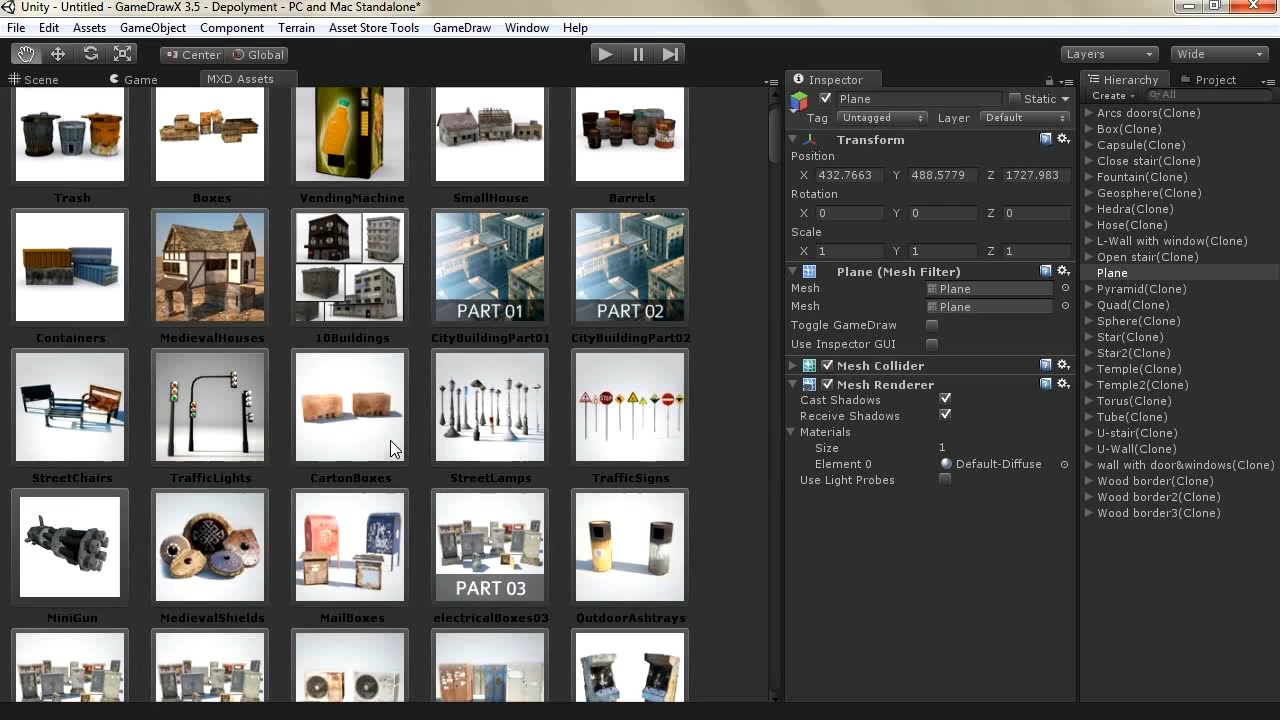 Unity - Untitled - GameDrawX 3.5 - Depolyment - PC and Mac Standalone*
File Edit Assets GameObject Component Terrain Asset Store Tools GameDraw Window Help
Center Global Layers Wide
Scene Game MXD Assets
Trash Boxes VendingMachine SmallHouse Barrels
PART 01 PART 02
Containers MedievalHouses 10Buildings CityBuildingPart01 CityBuildingPart02
STOP
StreetChairs TrafficLights CartonBoxes StreetLamps TrafficSigns
PART 03
MiniGun MedievalShields MailBoxes electricalBoxes03 OutdoorAshtrays
Inspector
Plane Static
Tag Untagged Layer Default
Transform
Position
X 432.7663 Y 488.5779 Z 1727.983
Rotation
X 0 Y 0 Z 0
Scale
X 1 Y 1 Z 1
Plane (Mesh Filter)
Mesh Plane
Mesh Plane
Toggle GameDraw
Use Inspector GUI
Mesh Collider
Mesh Renderer
Cast Shadows
Receive Shadows
Materials
Size 1
Element 0 Default-Diffuse
Use Light Probes
Hierarchy Project
Create All
Arcs doors(Clone)
Box(Clone)
Capsule(Clone)
Close stair(Clone)
Fountain(Clone)
Geosphere(Clone)
Hedra(Clone)
Hose(Clone)
L-Wall with window(Clone)
Open stair(Clone)
Plane
Pyramid(Clone)
Quad(Clone)
Sphere(Clone)
Star(Clone)
Star2(Clone)
Temple(Clone)
Temple2(Clone)
Torus(Clone)
Tube(Clone)
U-stair(Clone)
U-Wall(Clone)
wall with door&windows(Clone)
Wood border(Clone)
Wood border2(Clone)
Wood border3(Clone)